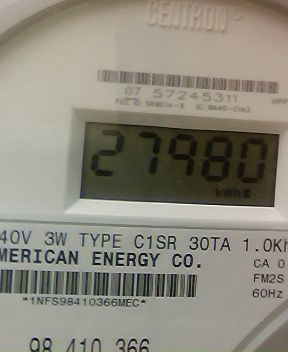 CENTRON®
07 57245311
27980
kWh
40V 3W TYPE C1SR 30TA 1.0Kh
MERICAN ENERGY CO.
CA 0
FM2S
*1NFS98410366MEC*
60Hz
98 410 366